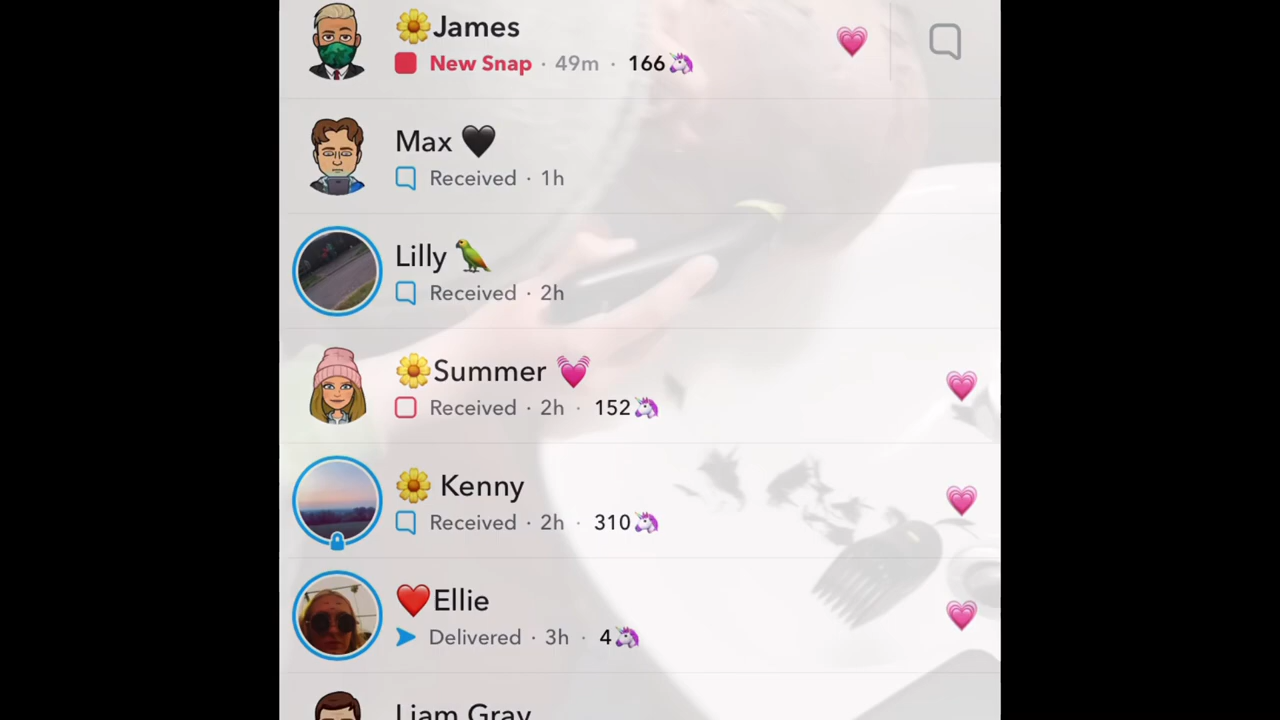 🌼James
New Snap · 49m · 166🦄
Max 🖤
Received · 1h
Lilly 🦜
Received · 2h
🌼Summer 💓
Received · 2h · 152🦄
🌼 Kenny
Received · 2h · 310🦄
❤️Ellie
Delivered · 3h · 4🦄
Liam Gray